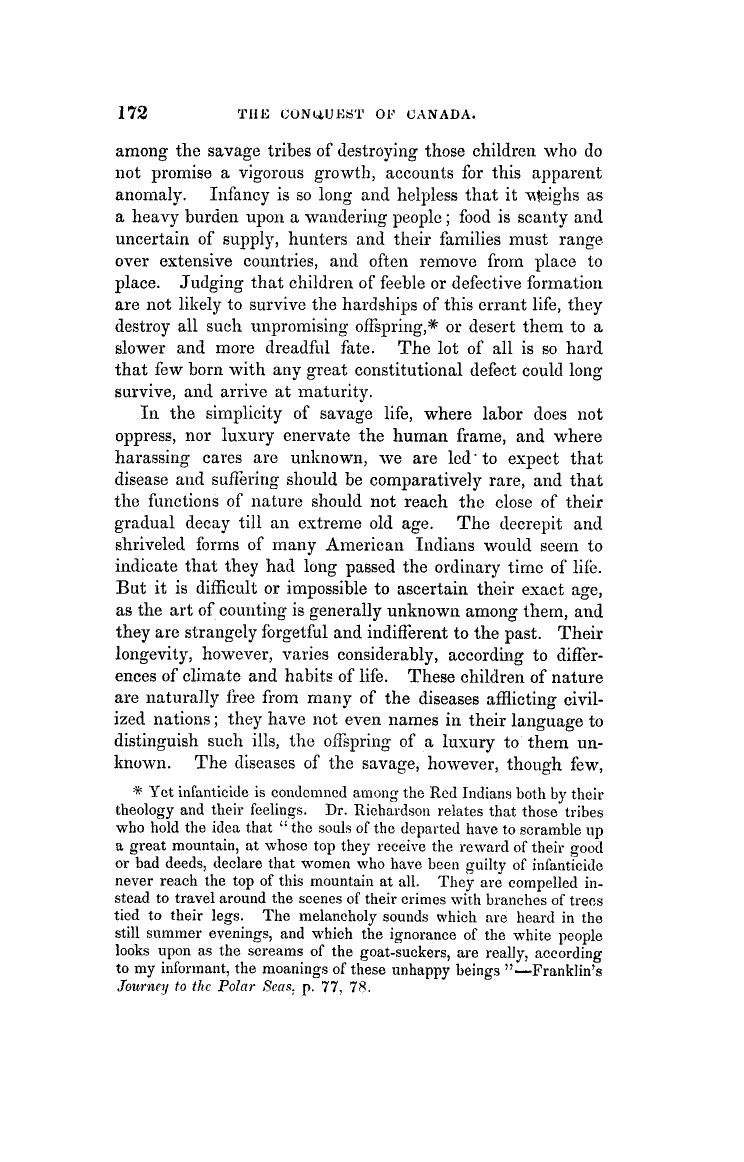 172 THE CONQUEST OF CANADA.
among the savage tribes of destroying those children who do
not promise a vigorous growth, accounts for this apparent
anomaly. Infancy is so long and helpless that it weighs as
a heavy burden upon a wandering people; food is scanty and
uncertain of supply, hunters and their families must range
over extensive countries, and often remove from place to
place. Judging that children of feeble or defective formation
are not likely to survive the hardships of this errant life, they
destroy all such unpromising offspring,* or desert them to a
slower and more dreadful fate. The lot of all is so hard
that few born with any great constitutional defect could long
survive, and arrive at maturity.
In the simplicity of savage life, where labor does not
oppress, nor luxury enervate the human frame, and where
harassing cares are unknown, we are led to expect that
disease and suffering should be comparatively rare, and that
the functions of nature should not reach the close of their
gradual decay till an extreme old age. The decrepit and
shriveled forms of many American Indians would seem to
indicate that they had long passed the ordinary time of life.
But it is difficult or impossible to ascertain their exact age,
as the art of counting is generally unknown among them, and
they are strangely forgetful and indifferent to the past. Their
longevity, however, varies considerably, according to differ-
ences of climate and habits of life. These children of nature
are naturally free from many of the diseases afflicting civil-
ized nations; they have not even names in their language to
distinguish such ills, the offspring of a luxury to them un-
known. The diseases of the savage, however, though few,
* Yet infanticide is condemned among the Red Indians both by their
theology and their feelings. Dr. Richardson relates that those tribes
who hold the idea that "the souls of the departed have to scramble up
a great mountain, at whose top they receive the reward of their good
or bad deeds, declare that women who have been guilty of infanticide
never reach the top of this mountain at all. They are compelled in-
stead to travel around the scenes of their crimes with branches of trees
tied to their legs. The melancholy sounds which are heard in the
still summer evenings, and which the ignorance of the white people
looks upon as the screams of the goat-suckers, are really, according
to my informant, the moanings of these unhappy beings"—Franklin's
Journey to the Polar Seas, p. 77, 78.